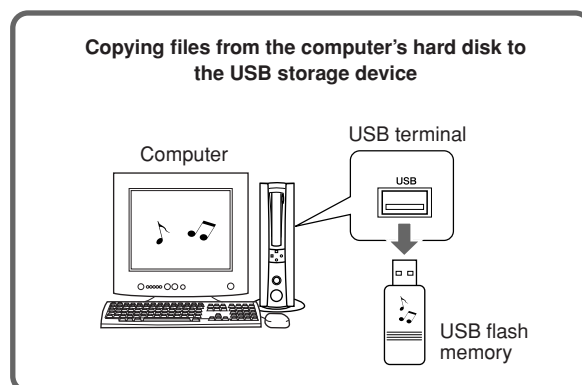 Copying files from the computer's hard disk to
the USB storage device
USB terminal
Computer
USB
USB flash
memory